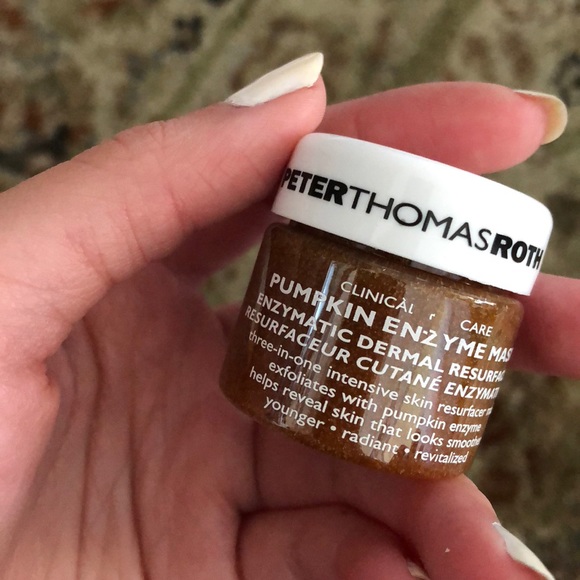 PETERTHOMASROTH
CLINICAL CARE
PUMPKIN ENZYME MAS
ENZYMATIC DERMAL RESURFAC
RESURFACEUR CUTANÉ ENZYMAT
three-in-one intensive skin resurfacer
exfoliates with pumpkin enzyme
helps reveal skin that looks smoothe
younger • radiant • revitalized